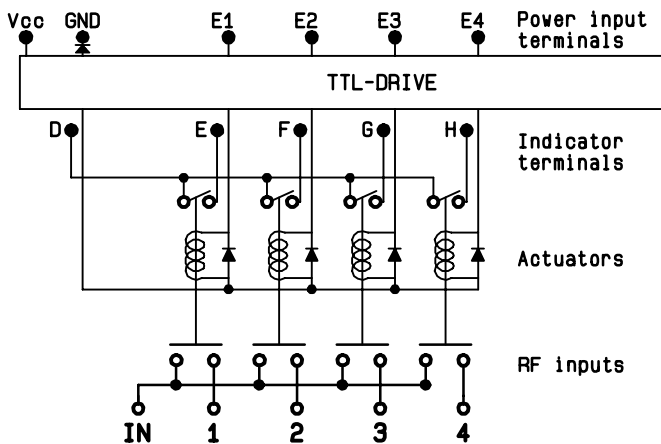 Vcc GND E1 E2 E3 E4 Power input
terminals
TTL-DRIVE
D E F G H Indicator
terminals
Actuators
RF inputs
IN 1 2 3 4